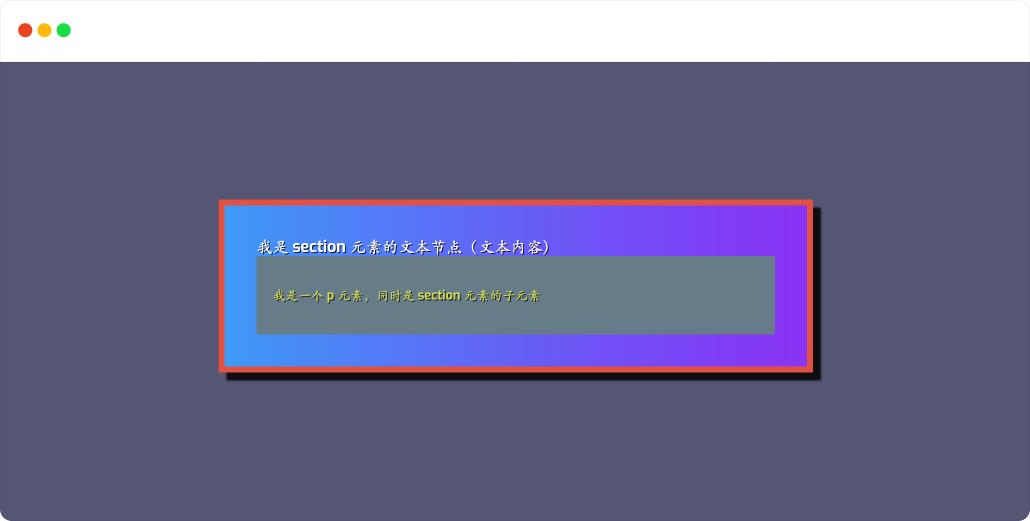 我是 section 元素的文本节点（文本内容）
我是一个 p 元素，同时是 section 元素的子元素